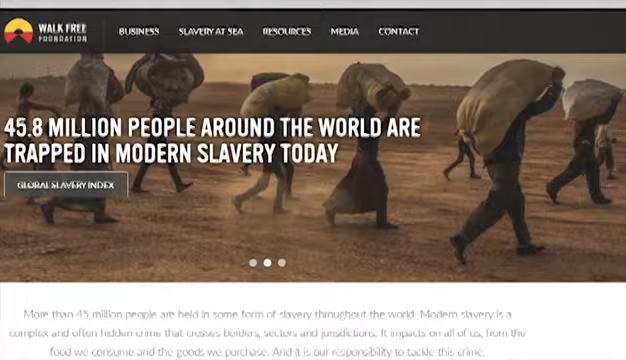 WALK FREE
FOUNDATION
BUSINESS SLAVERY AT SEA RESOURCES MEDIA CONTACT
45.8 MILLION PEOPLE AROUND THE WORLD ARE
TRAPPED IN MODERN SLAVERY TODAY
GLOBAL SLAVERY INDEX
More than 45 million people are held in some form of slavery throughout the world. Modern slavery is a
complex and often hidden crime that crosses borders, sectors and jurisdictions. It impacts on all of us, from the
food we consume and the goods we purchase. And it is our responsibility to tackle this crime.